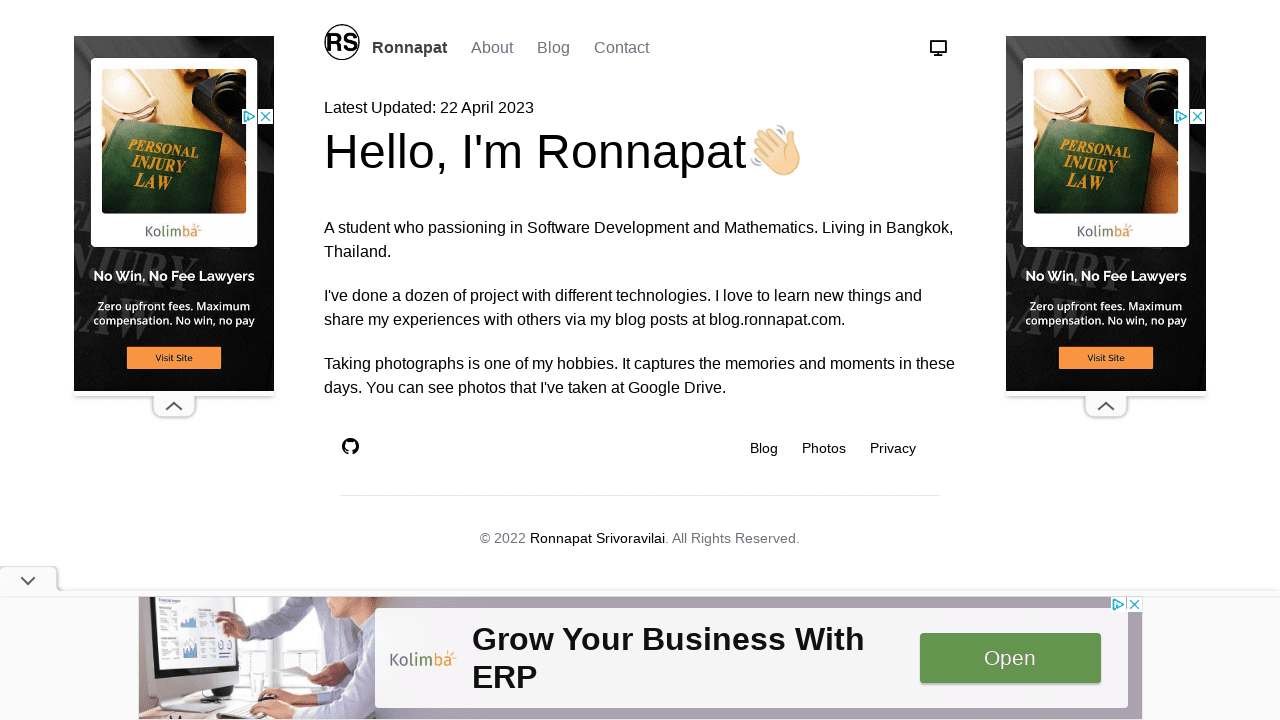 RS
Ronnapat
About
Blog
Contact
Latest Updated: 22 April 2023
Hello, I'm Ronnapat👋🏼
A student who passioning in Software Development and Mathematics. Living in Bangkok,
Thailand.
I've done a dozen of project with different technologies. I love to learn new things and
share my experiences with others via my blog posts at blog.ronnapat.com.
Taking photographs is one of my hobbies. It captures the memories and moments in these
days. You can see photos that I've taken at Google Drive.
Blog
Photos
Privacy
© 2022 Ronnapat Srivoravilai. All Rights Reserved.
PERSONAL
INJURY
LAW
Kolimba
No Win, No Fee Lawyers
Zero upfront fees. Maximum
compensation. No win, no pay
Visit Site
PERSONAL
INJURY
LAW
Kolimba
No Win, No Fee Lawyers
Zero upfront fees. Maximum
compensation. No win, no pay
Visit Site
Kolimba
Grow Your Business With
ERP
Open